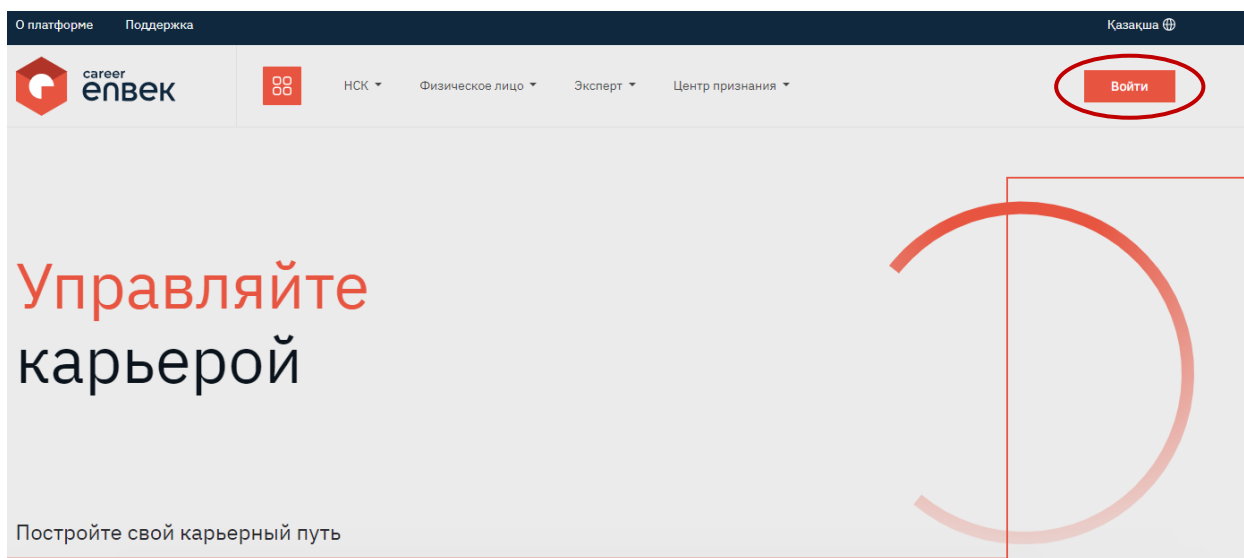 О платформе Поддержка Қазақша
career
enbek
НСК Физическое лицо Эксперт Центр признания Войти
Управляйте
карьерой
Постройте свой карьерный путь